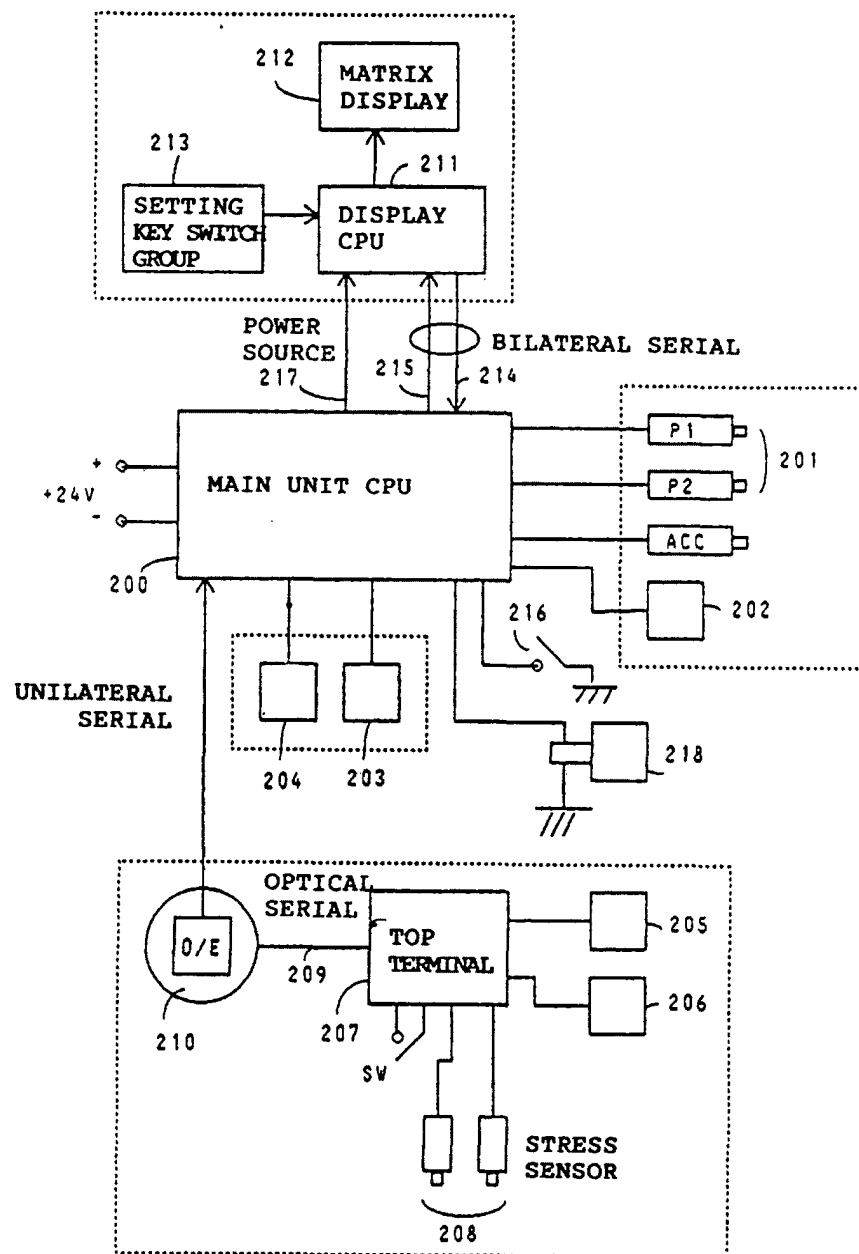 212
MATRIX
DISPLAY
213
211
SETTING
KEY SWITCH
GROUP
DISPLAY
CPU
POWER
SOURCE
217
215
BILATERAL SERIAL
214
P1
201
+
+24V
-
MAIN UNIT CPU
P2
ACC
200
216
202
UNILATERAL
SERIAL
204
203
218
OPTICAL
SERIAL
O/E
TOP
TERMINAL
205
209
206
210
207
SW
STRESS
SENSOR
208